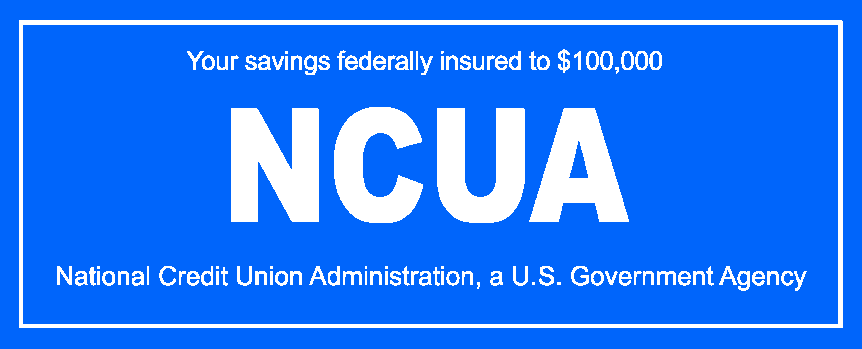 Your savings federally insured to $100,000
NCUA
National Credit Union Administration, a U.S. Government Agency